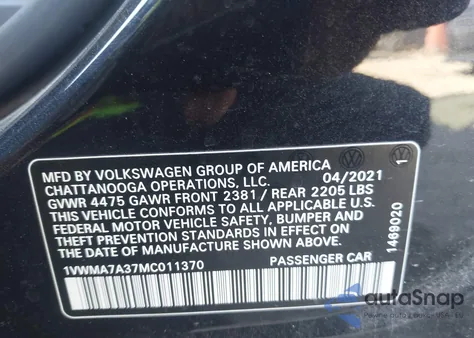 MFD BY VOLKSWAGEN GROUP OF AMERICA
CHATTANOOGA OPERATIONS, LLC. 04/2021
GVWR 4475 GAWR FRONT 2381 / REAR 2205 LBS
THIS VEHICLE CONFORMS TO ALL APPLICABLE U.S.
FEDERAL MOTOR VEHICLE SAFETY, BUMPER AND
THEFT PREVENTION STANDARDS IN EFFECT ON THE
DATE OF MANUFACTURE SHOWN ABOVE.
1VWMA7A37MC011370 PASSENGER CAR
1
1469020
autoSnap